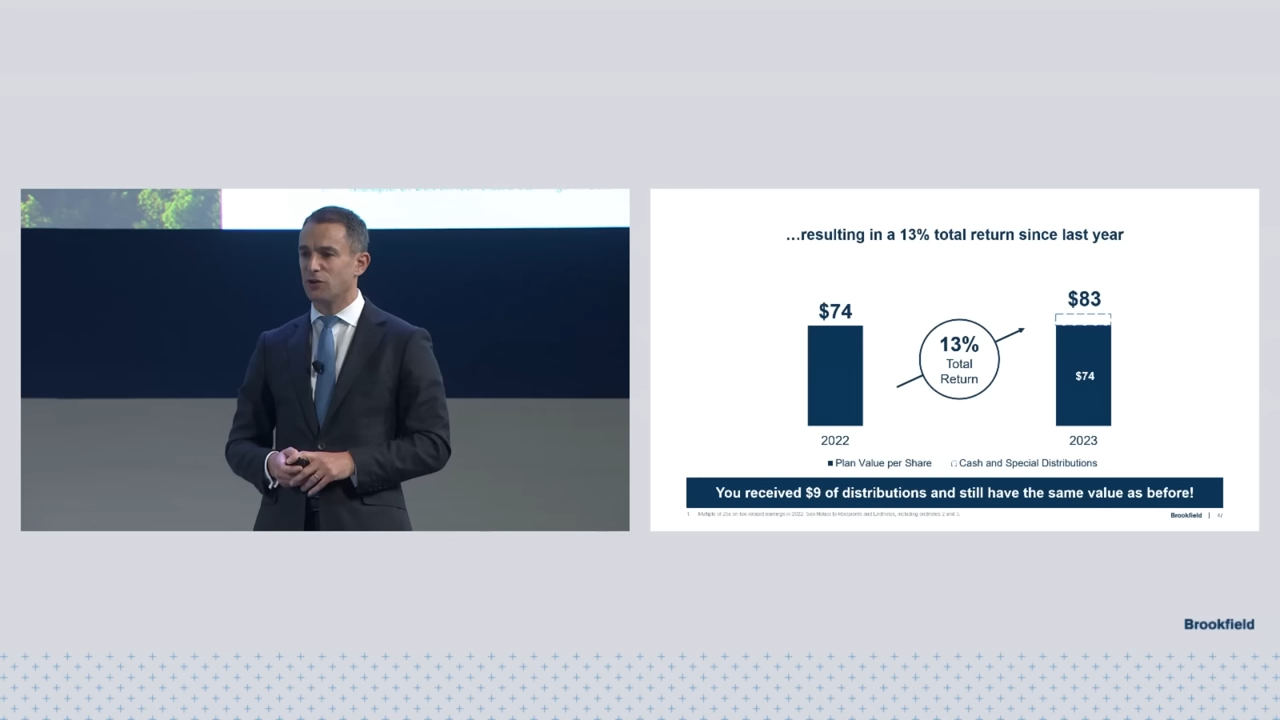 …resulting in a 13% total return since last year
$74
$83
13%
Total
Return
$74
2022
2023
Plan Value per Share
Cash and Special Distributions
You received $9 of distributions and still have the same value as before!
Brookfield |
Brookfield